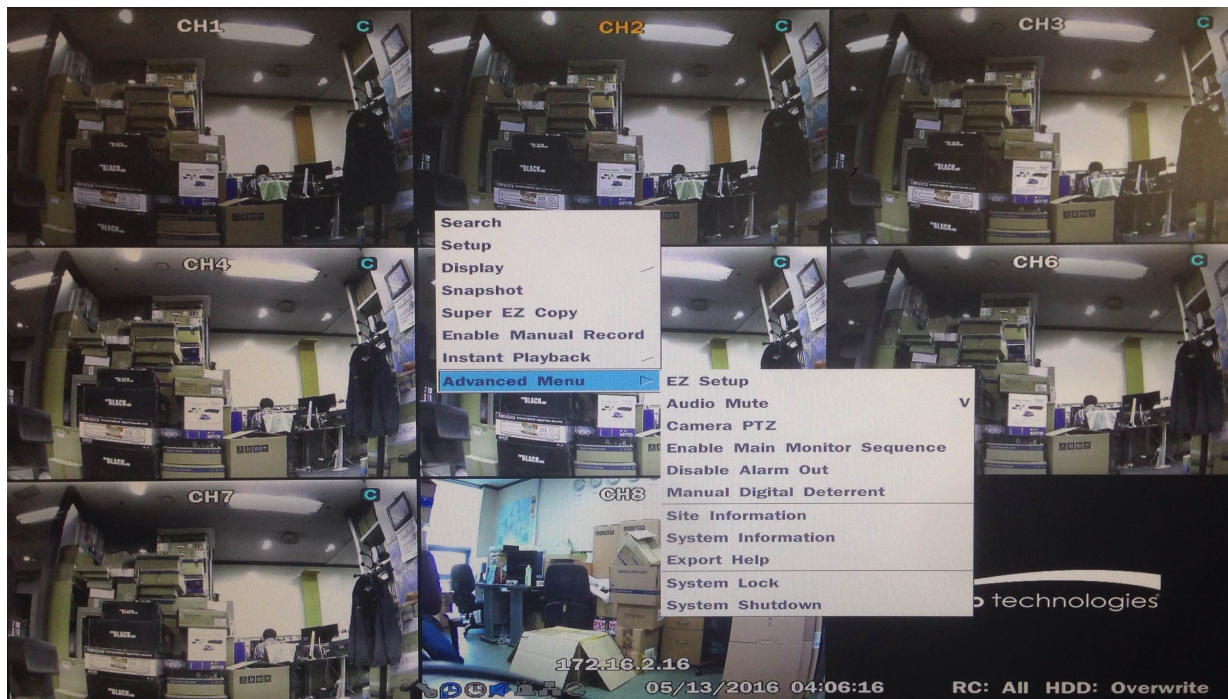 CH1 C
CH2 C
CH3 C
Search
Setup
Display
Snapshot
Super EZ Copy
Enable Manual Record
Instant Playback
Advanced Menu
CH4 C
C
CH6 C
EZ Setup
Audio Mute V
Camera PTZ
Enable Main Monitor Sequence
Disable Alarm Out
Manual Digital Deterrent
Site Information
System Information
Export Help
System Lock
System Shutdown
CH7 C
CH8
technologies
172.16.2.16
05/13/2016 04:06:16
RC: All HDD: Overwrite